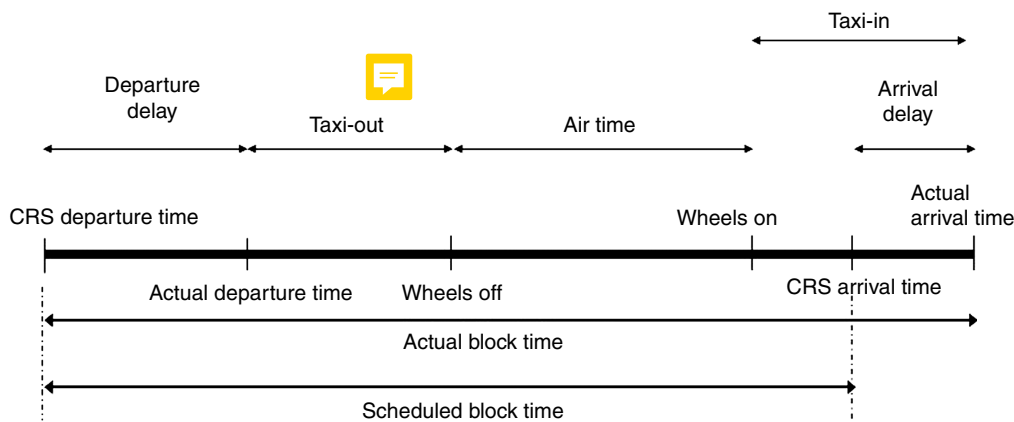 Taxi-in
Departure
delay
Arrival
delay
Taxi-out
Air time
CRS departure time
Wheels on
Actual
arrival time
Actual departure time
Wheels off
CRS arrival time
Actual block time
Scheduled block time